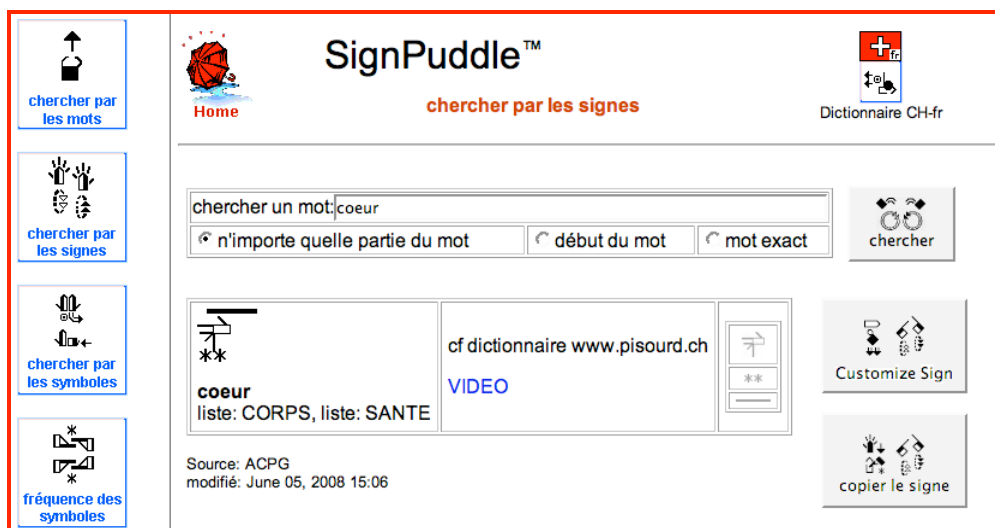 chercher par
les mots
chercher par
les signes
chercher par
les symboles
fréquence des
symboles
Home
SignPuddle™
chercher par les signes
fr
Dictionnaire CH-fr
chercher un mot: coeur
n'importe quelle partie du mot
début du mot
mot exact
chercher
coeur
liste: CORPS, liste: SANTE
cf dictionnaire www.pisourd.ch
VIDEO
Customize Sign
copier le signe
Source: ACPG
modifié: June 05, 2008 15:06